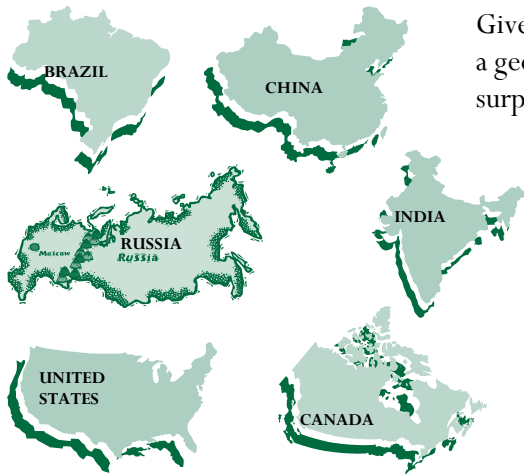 Give
a geo
surp
BRAZIL
CHINA
INDIA
RUSSIA
Moscow
Russia
UNITED
STATES
CANADA